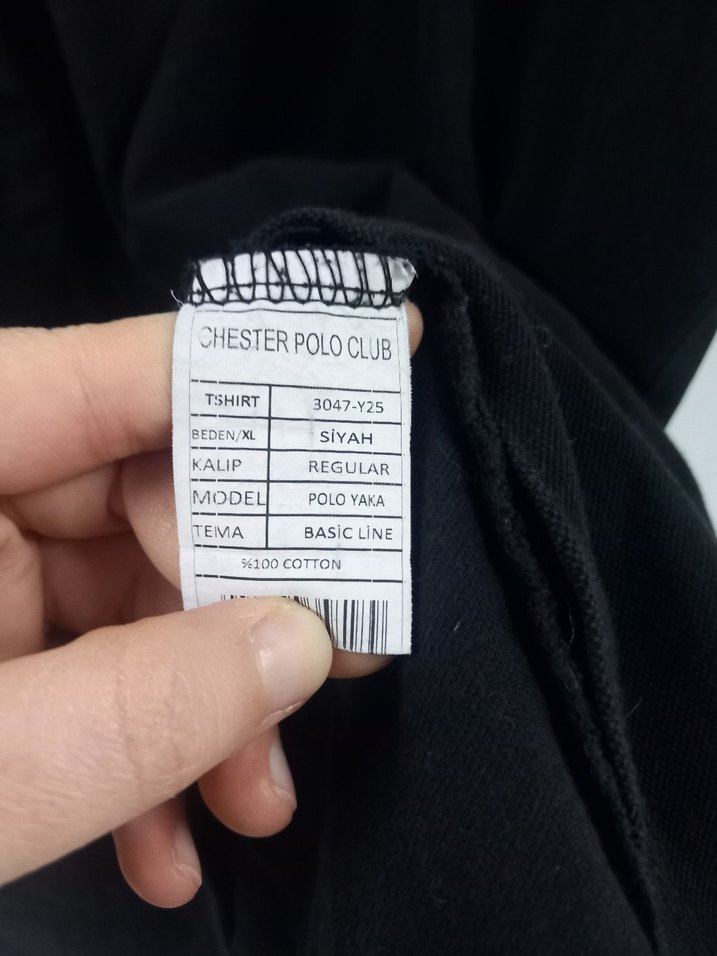 CHESTER POLO CLUB
TSHIRT 3047-Y25
BEDEN/XL SİYAH
KALIP REGULAR
MODEL POLO YAKA
TEMA BASİC LİNE
%100 COTTON